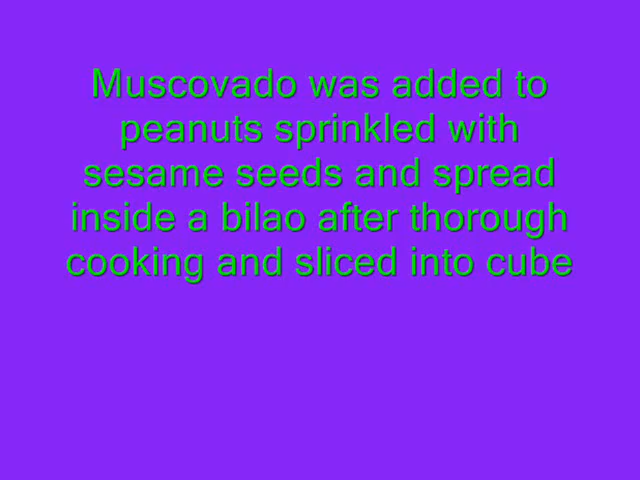 Muscovado was added to
peanuts sprinkled with
sesame seeds and spread
inside a bilao after thorough
cooking and sliced into cube